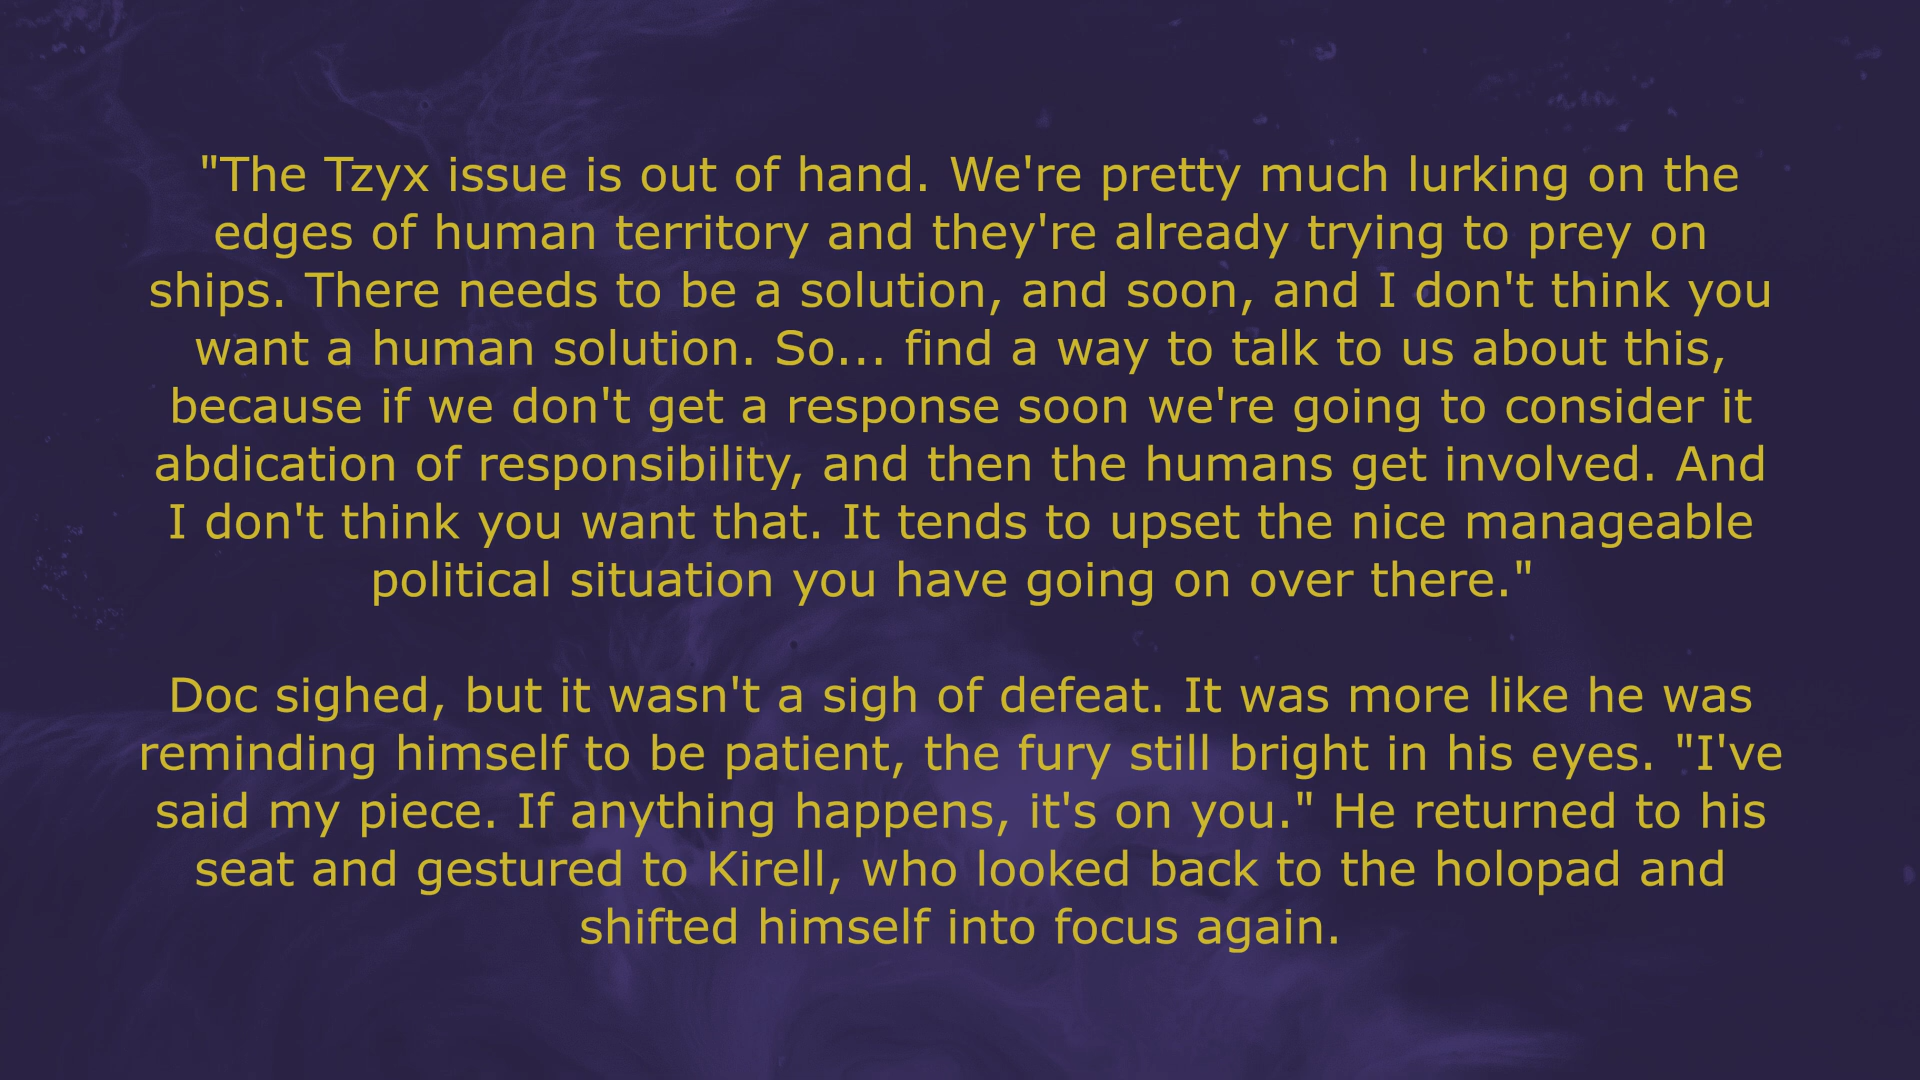 "The Tzyx issue is out of hand. We're pretty much lurking on the
edges of human territory and they're already trying to prey on
ships. There needs to be a solution, and soon, and I don't think you
want a human solution. So... find a way to talk to us about this,
because if we don't get a response soon we're going to consider it
abdication of responsibility, and then the humans get involved. And
I don't think you want that. It tends to upset the nice manageable
political situation you have going on over there."

Doc sighed, but it wasn't a sigh of defeat. It was more like he was
reminding himself to be patient, the fury still bright in his eyes. "I've
said my piece. If anything happens, it's on you." He returned to his
seat and gestured to Kirell, who looked back to the holopad and
shifted himself into focus again.